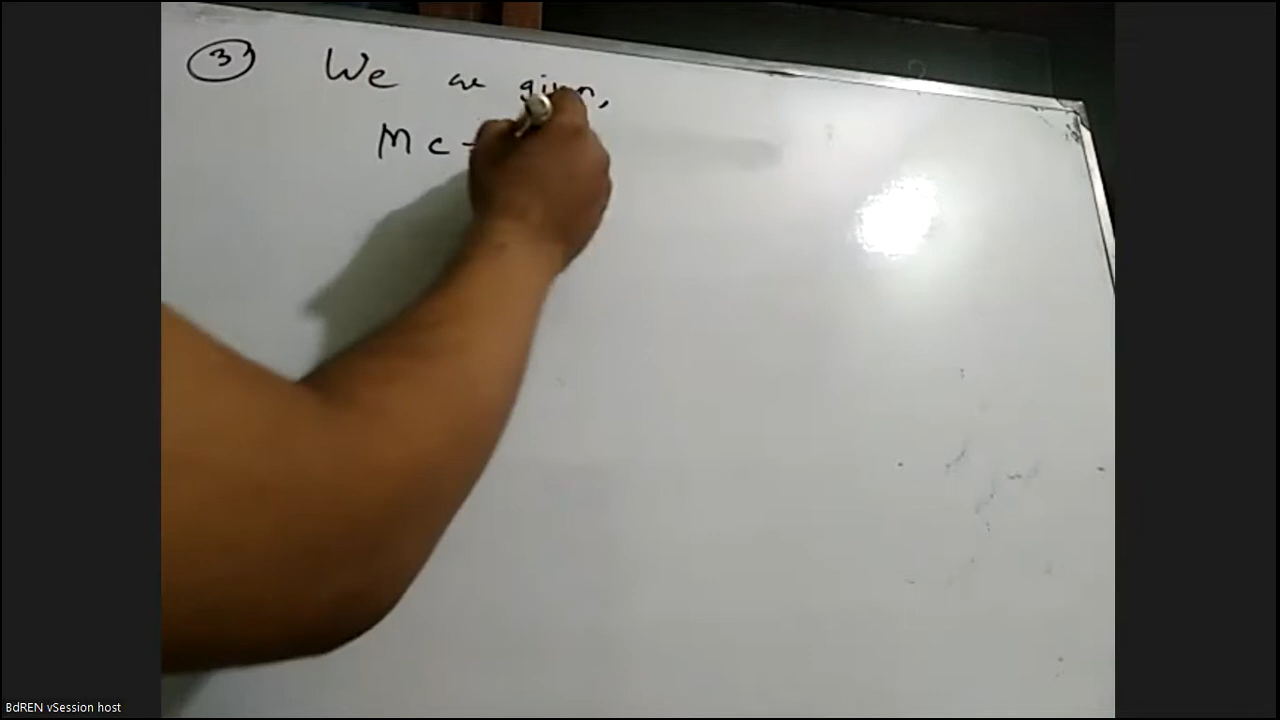 ③ We are given,
MC
BdREN vSession host